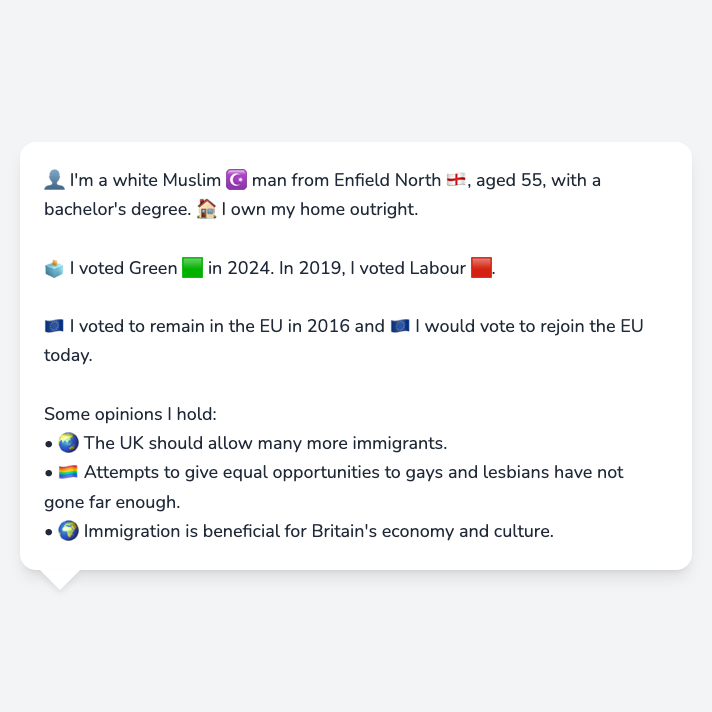 👤 I'm a white Muslim ☪️ man from Enfield North 🏴󠁧󠁢󠁥󠁮󠁧󠁿, aged 55, with a
bachelor's degree. 🏠 I own my home outright.
🗳️ I voted Green 🟩 in 2024. In 2019, I voted Labour 🟥.
🇪🇺 I voted to remain in the EU in 2016 and 🇪🇺 I would vote to rejoin the EU
today.
Some opinions I hold:
• 🌏 The UK should allow many more immigrants.
• 🏳️‍🌈 Attempts to give equal opportunities to gays and lesbians have not
gone far enough.
• 🌍 Immigration is beneficial for Britain's economy and culture.